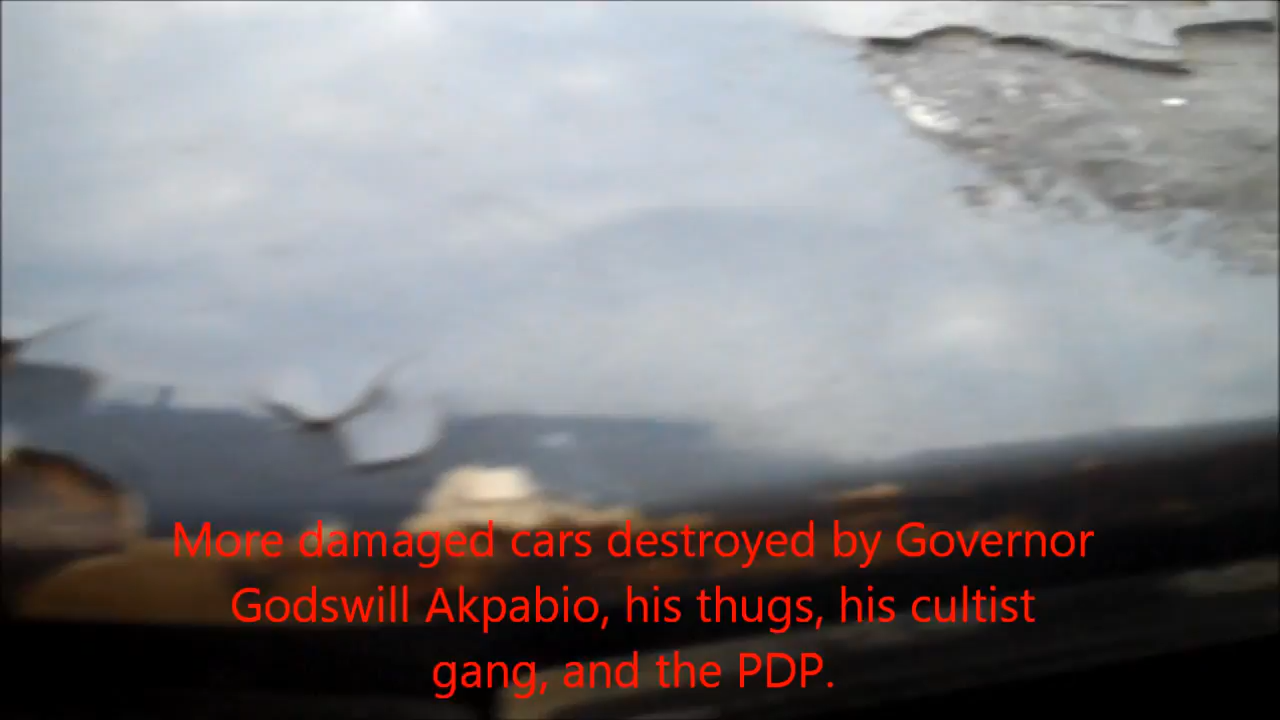 More damaged cars destroyed by Governor
Godswill Akpabio, his thugs, his cultist
gang, and the PDP.